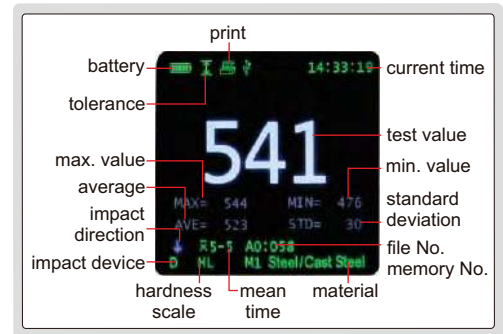 print
battery
14:33:19
current time
tolerance
541
test value
max. value
min. value
MAX= 544 MIN= 476
average
standard deviation
AVE= 523 STD= 30
impact direction
x̅5-5 A0:058
file No.
memory No.
impact device
D HL M1 Steel/Cast Steel
hardness scale
mean time
material